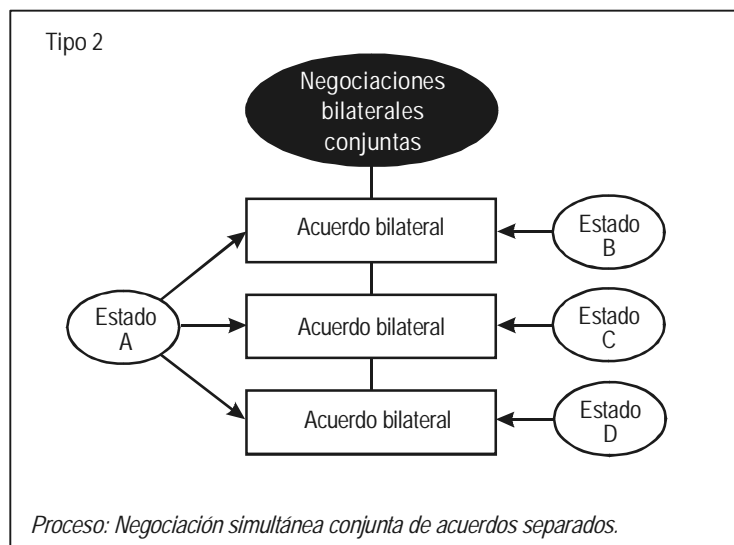 Tipo 2
Negociaciones
bilaterales
conjuntas
Acuerdo bilateral
Estado
B
Estado
A
Acuerdo bilateral
Estado
C
Acuerdo bilateral
Estado
D
Proceso: Negociación simultánea conjunta de acuerdos separados.